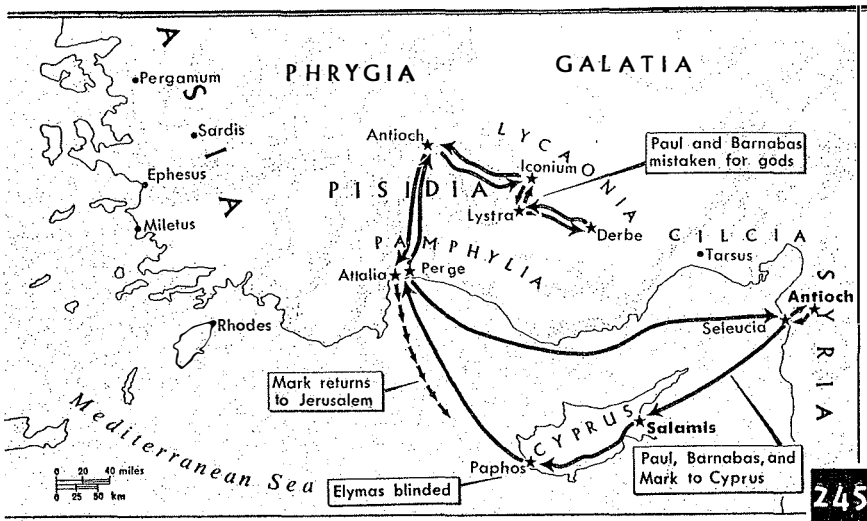 ASIA
PHRYGIA
GALATIA
Pergamum
Sardis
Ephesus
Miletus
Rhodes
Antioch
LYCAONIA
Iconium
Paul and Barnabas
mistaken for gods
PISIDIA
Lystra
Derbe
PAMPHYLIA
Attalia
Perge
CILCIA
Tarsus
SYRIA
Antioch
Seleucia
Mark returns
to Jerusalem
Mediterranean Sea
CYPRUS
Salamis
Paphos
Elymas blinded
Paul, Barnabas, and
Mark to Cyprus
0 20 40 miles
0 25 50 km
245